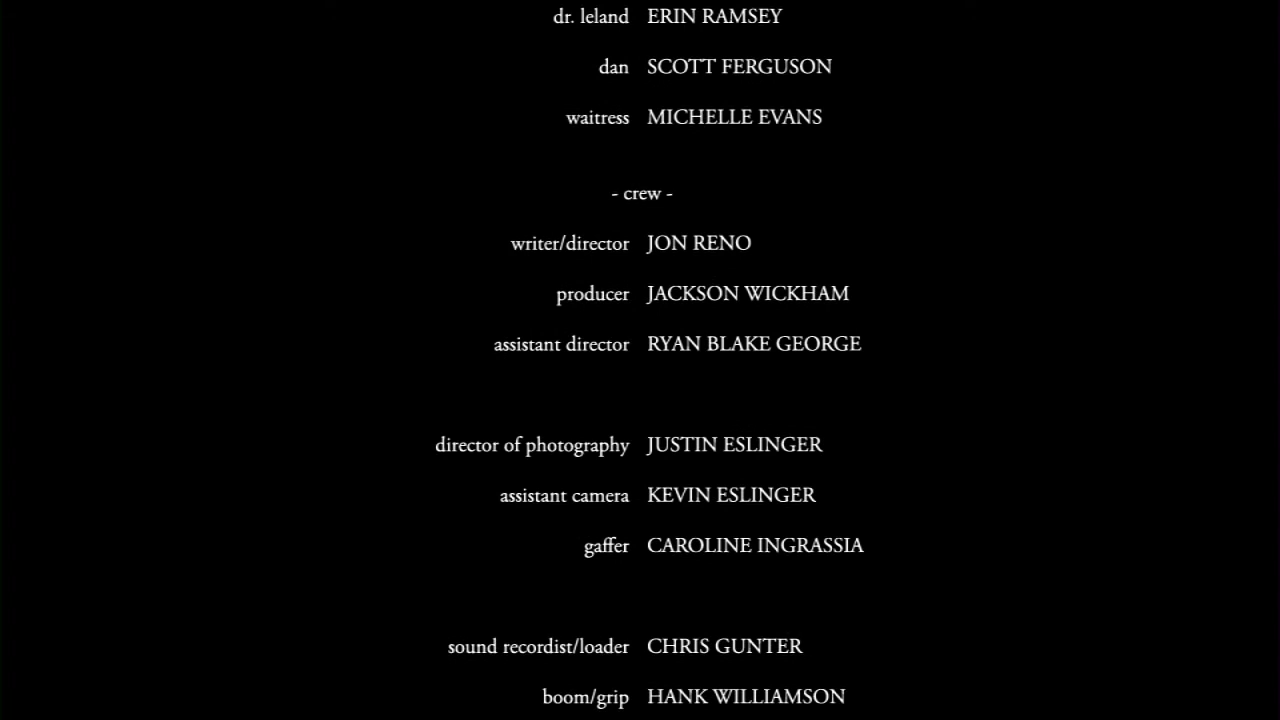 dr. leland ERIN RAMSEY
dan SCOTT FERGUSON
waitress MICHELLE EVANS
- crew -
writer/director JON RENO
producer JACKSON WICKHAM
assistant director RYAN BLAKE GEORGE
director of photography JUSTIN ESLINGER
assistant camera KEVIN ESLINGER
gaffer CAROLINE INGRASSIA
sound recordist/loader CHRIS GUNTER
boom/grip HANK WILLIAMSON